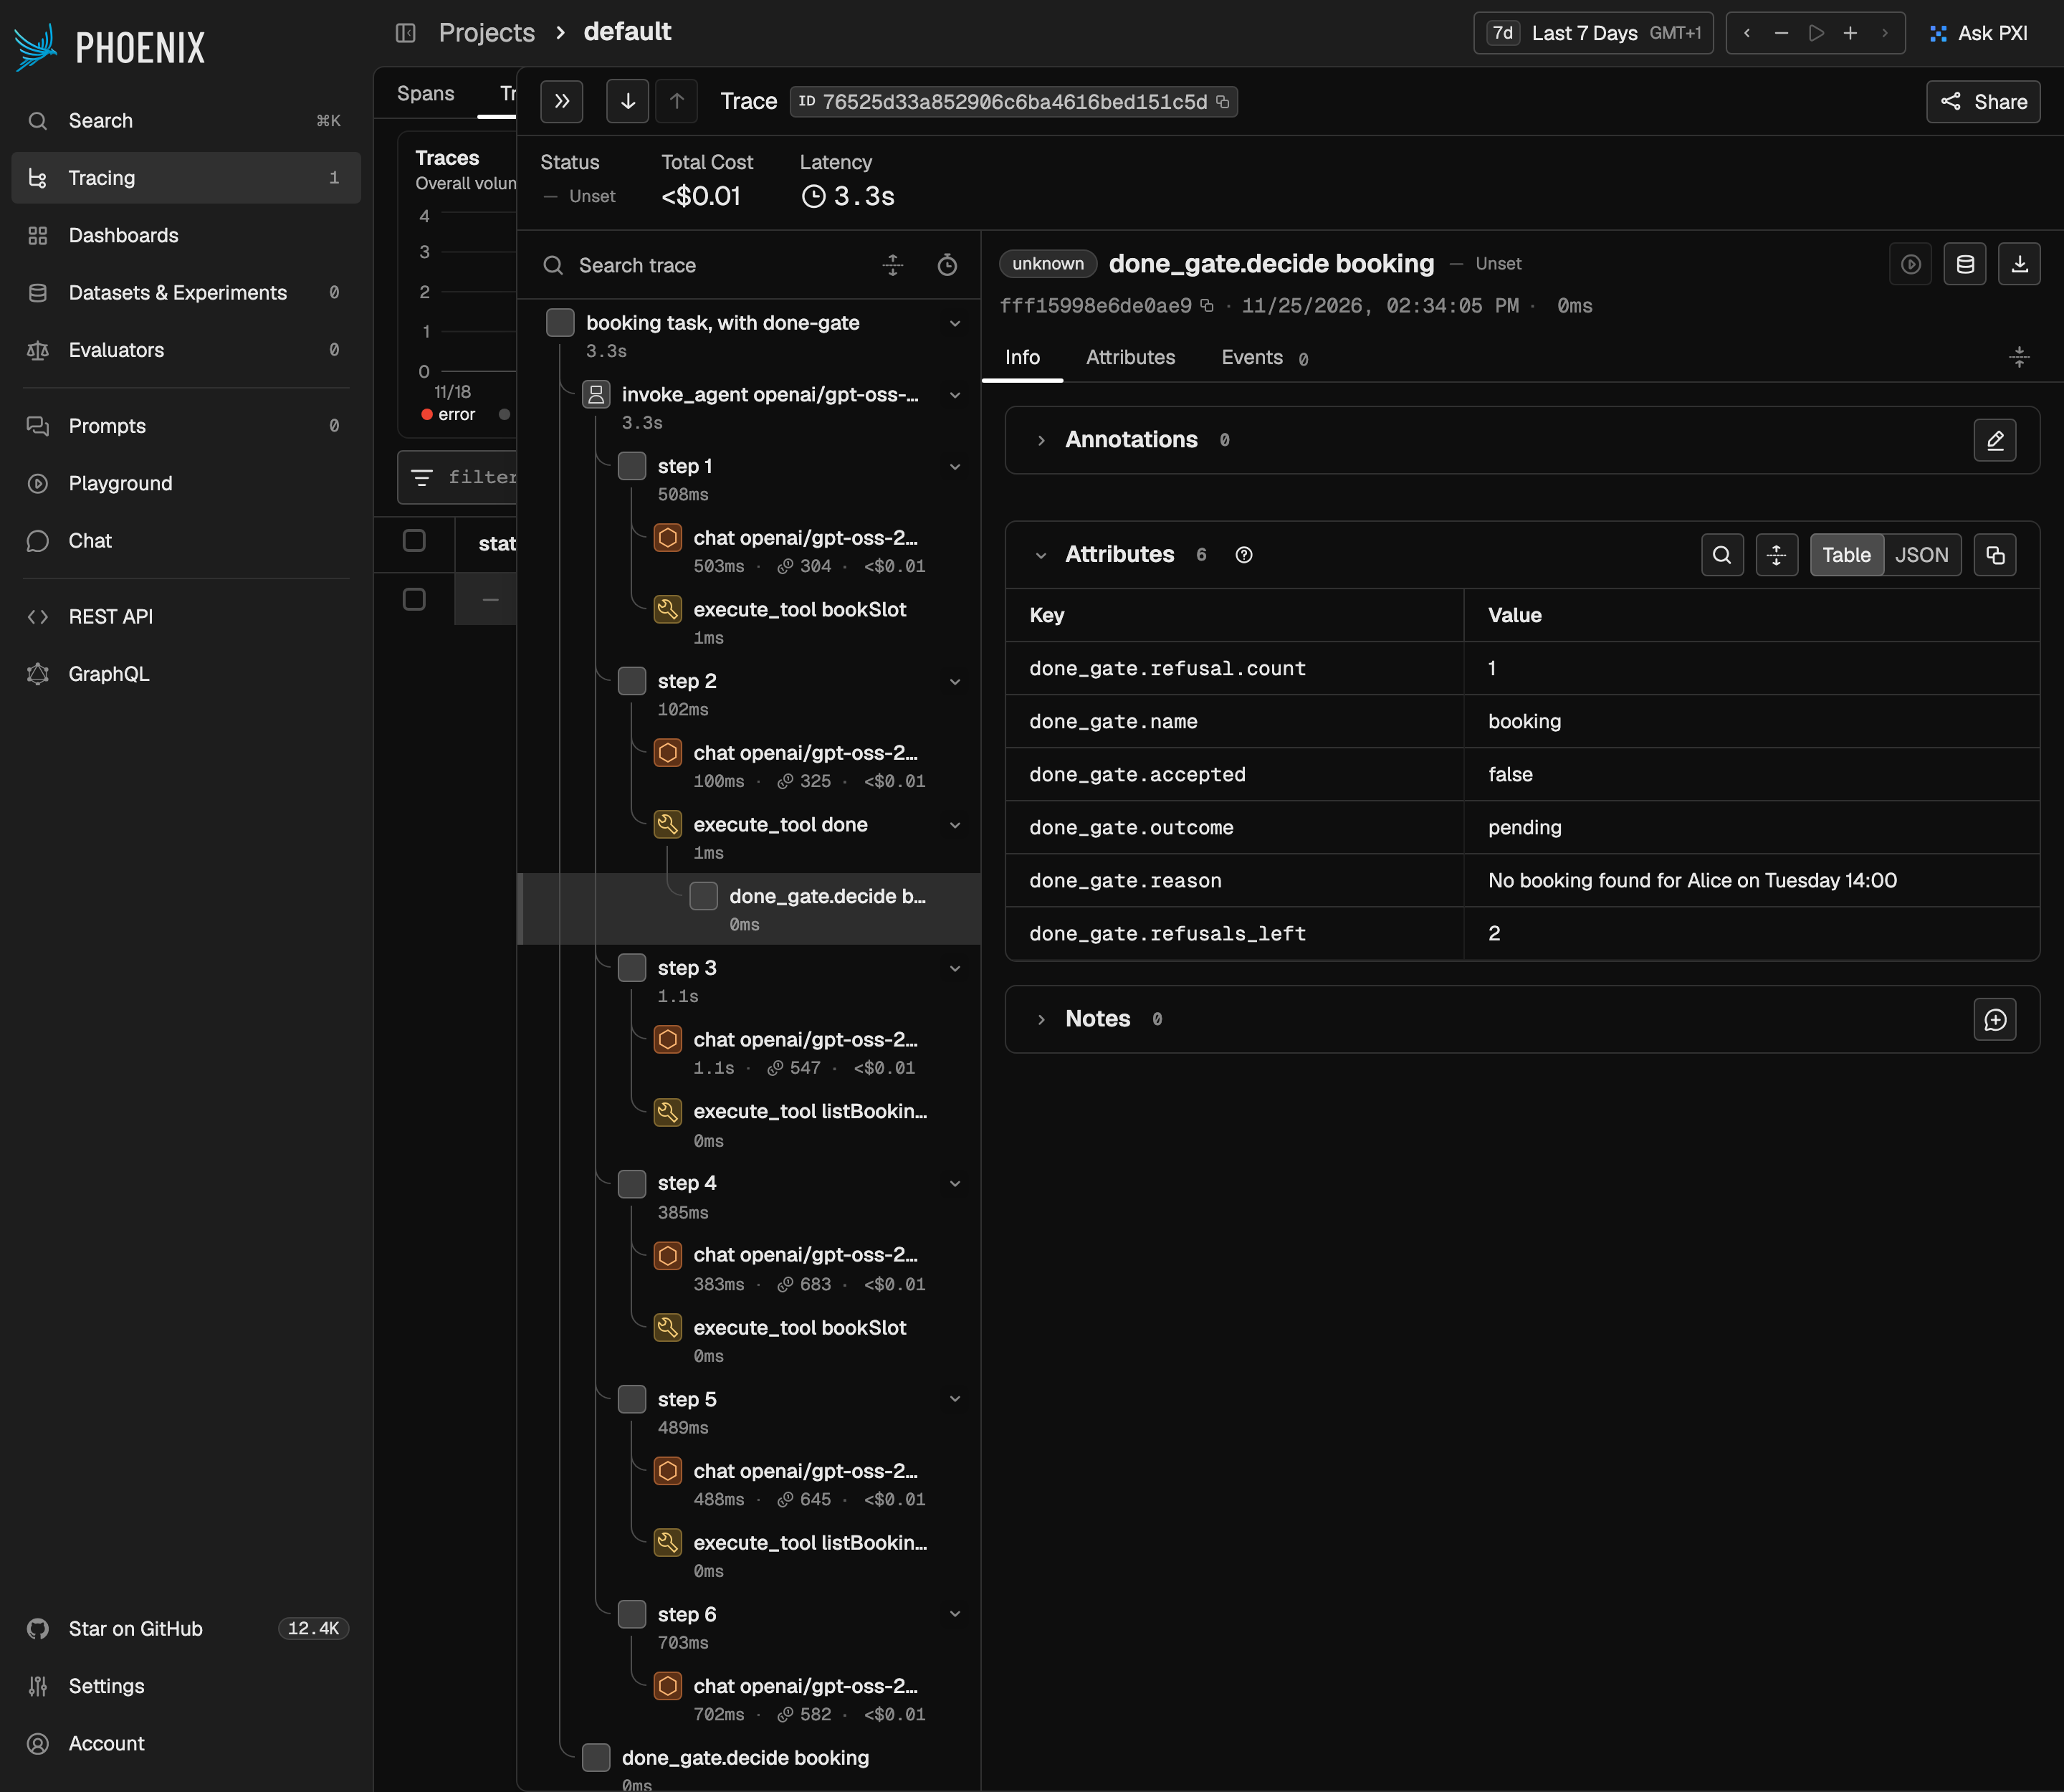 PHOENIX
Search ⌘K
Tracing 1
Dashboards
Datasets & Experiments 0
Evaluators 0
Prompts 0
Playground
Chat
REST API
GraphQL
Star on GitHub 12.4K
Settings
Account
Projects › default
7d Last 7 Days GMT+1
Ask PXI
Spans
Tr
Traces
Overall volun
4
3
2
1
0
11/18
error
filter
stat
Trace ID 76525d33a852906c6ba4616bed151c5d
Share
Status Total Cost Latency
— Unset <$0.01 3.3s
Search trace
booking task, with done-gate
3.3s
invoke_agent openai/gpt-oss-...
3.3s
step 1
508ms
chat openai/gpt-oss-2...
503ms · 304 · <$0.01
execute_tool bookSlot
1ms
step 2
102ms
chat openai/gpt-oss-2...
100ms · 325 · <$0.01
execute_tool done
1ms
done_gate.decide b...
0ms
step 3
1.1s
chat openai/gpt-oss-2...
1.1s · 547 · <$0.01
execute_tool listBookin...
0ms
step 4
385ms
chat openai/gpt-oss-2...
383ms · 683 · <$0.01
execute_tool bookSlot
0ms
step 5
489ms
chat openai/gpt-oss-2...
488ms · 645 · <$0.01
execute_tool listBookin...
0ms
step 6
703ms
chat openai/gpt-oss-2...
702ms · 582 · <$0.01
done_gate.decide booking
0ms
unknown done_gate.decide booking — Unset
fff15998e6de0ae9 · 11/25/2026, 02:34:05 PM · 0ms
Info Attributes Events 0
Annotations 0
Attributes 6
Table JSON
Key Value
done_gate.refusal.count 1
done_gate.name booking
done_gate.accepted false
done_gate.outcome pending
done_gate.reason No booking found for Alice on Tuesday 14:00
done_gate.refusals_left 2
Notes 0